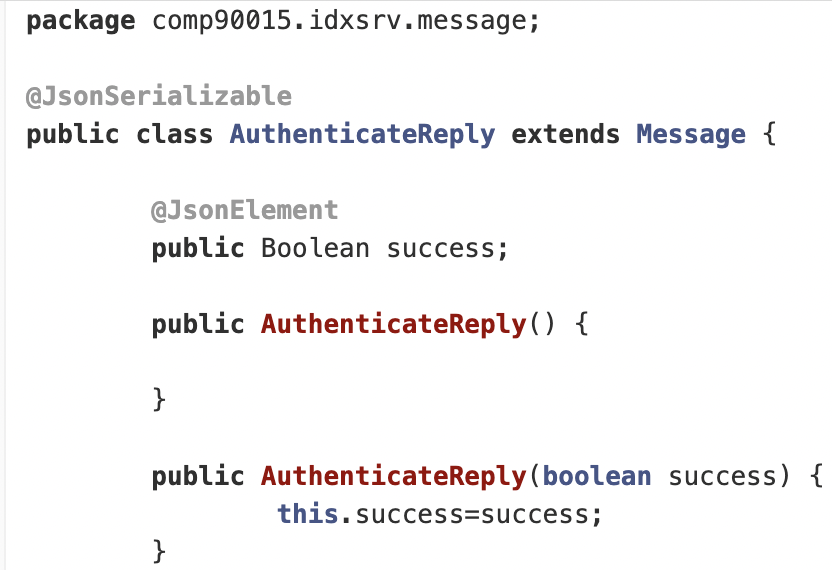 package comp90015.idxsrv.message;
@JsonSerializable
public class AuthenticateReply extends Message {
@JsonElement
public Boolean success;
public AuthenticateReply() {
}
public AuthenticateReply(boolean success) {
this.success=success;
}